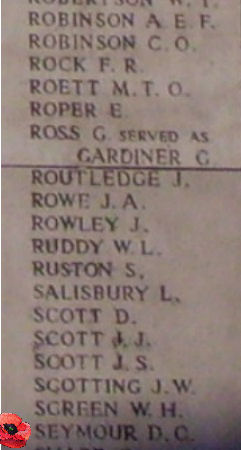 ROBERTSON W. T.
ROBINSON A. E. F.
ROBINSON C. O.
ROCK F. R.
ROETT M. T. O.
ROPER E.
ROSS G. SERVED AS
GARDINER G.
ROUTLEDGE J.
ROWE J. A.
ROWLEY J.
RUDDY W. L.
RUSTON S.
SALISBURY L.
SCOTT D.
SCOTT J. J.
SCOTT J. S.
SCOTTING J. W.
SCREEN W. H.
SEYMOUR D. C.